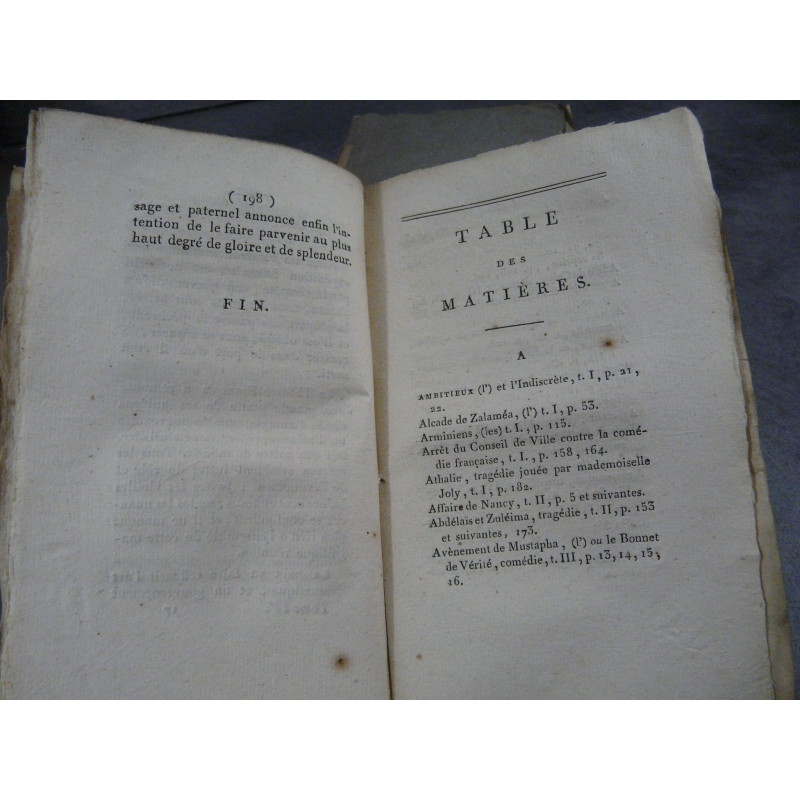 ( 198 )
sage et paternel annonce enfin l'in-
tention de le faire parvenir au plus
haut degré de gloire et de splendeur.
FIN.
TABLE
DES
MATIÈRES.
A
AMBITIEUX (l') et l'Indiscrète, t. I, p. 21,
22.
Alcade de Zalaméa, (l') t. I, p. 53.
Arminiens, (les) t. I., p. 115.
Arrêt du Conseil de Ville contre la comé-
die française, t. I., p. 158, 164.
Athalie, tragédie jouée par mademoiselle
Joly, t. I, p. 182.
Affaire de Nancy, t. II, p. 5 et suivantes.
Abdélaïs et Zuléima, tragédie, t. II, p. 153
et suivantes, 173.
Avènement de Mustapha, (l') ou le Bonnet
de Vérité, comédie, t. III, p. 13, 14, 15,
16.